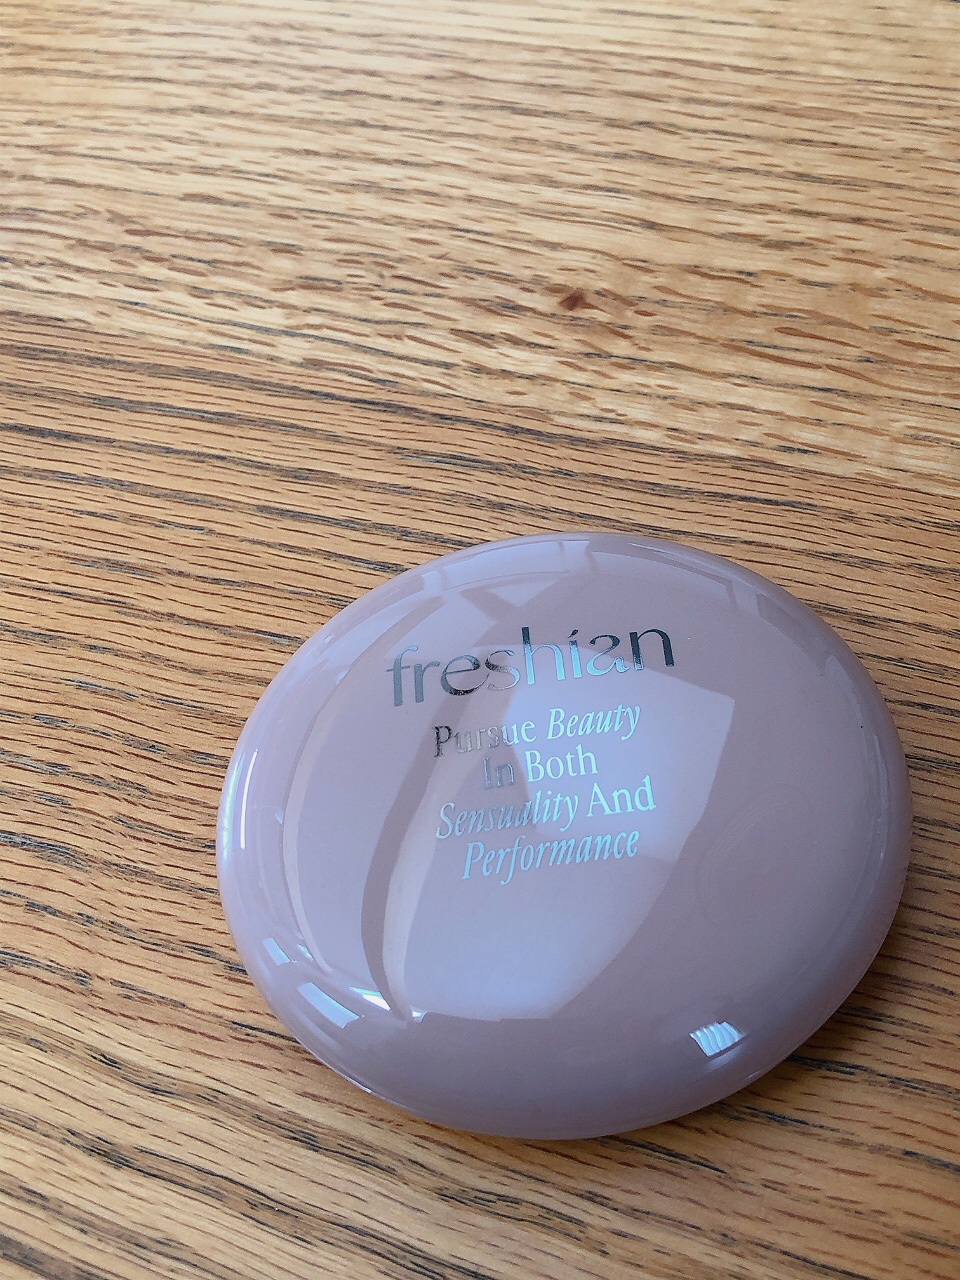 freshian
Pursue Beauty
In Both
Sensuality And
Performance